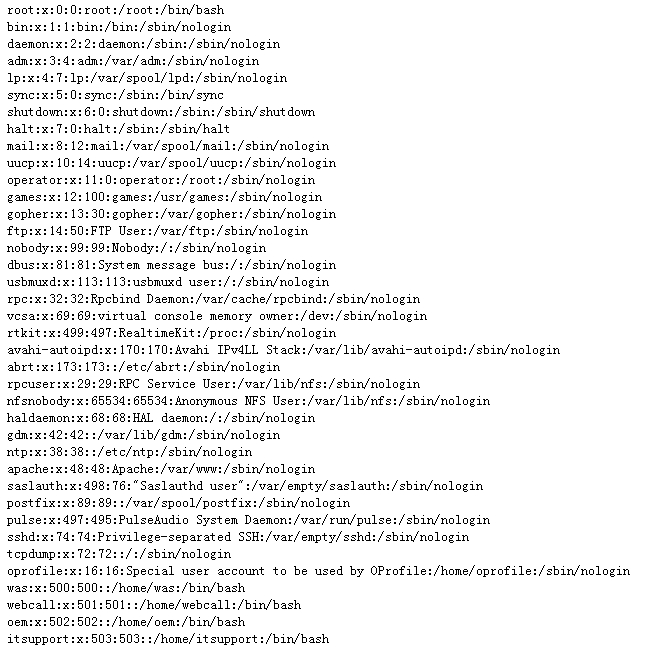 root:x:0:0:root:/root:/bin/bash
bin:x:1:1:bin:/bin:/sbin/nologin
daemon:x:2:2:daemon:/sbin:/sbin/nologin
adm:x:3:4:adm:/var/adm:/sbin/nologin
lp:x:4:7:lp:/var/spool/lpd:/sbin/nologin
sync:x:5:0:sync:/sbin:/bin/sync
shutdown:x:6:0:shutdown:/sbin:/sbin/shutdown
halt:x:7:0:halt:/sbin:/sbin/halt
mail:x:8:12:mail:/var/spool/mail:/sbin/nologin
uucp:x:10:14:uucp:/var/spool/uucp:/sbin/nologin
operator:x:11:0:operator:/root:/sbin/nologin
games:x:12:100:games:/usr/games:/sbin/nologin
gopher:x:13:30:gopher:/var/gopher:/sbin/nologin
ftp:x:14:50:FTP User:/var/ftp:/sbin/nologin
nobody:x:99:99:Nobody:/:/sbin/nologin
dbus:x:81:81:System message bus:/:/sbin/nologin
usbmuxd:x:113:113:usbmuxd user:/:/sbin/nologin
rpc:x:32:32:Rpcbind Daemon:/var/cache/rpcbind:/sbin/nologin
vcsa:x:69:69:virtual console memory owner:/dev:/sbin/nologin
rtkit:x:499:497:RealtimeKit:/proc:/sbin/nologin
avahi-autoipd:x:170:170:Avahi IPv4LL Stack:/var/lib/avahi-autoipd:/sbin/nologin
abrt:x:173:173::/etc/abrt:/sbin/nologin
rpcuser:x:29:29:RPC Service User:/var/lib/nfs:/sbin/nologin
nfsnobody:x:65534:65534:Anonymous NFS User:/var/lib/nfs:/sbin/nologin
haldaemon:x:68:68:HAL daemon:/:/sbin/nologin
gdm:x:42:42::/var/lib/gdm:/sbin/nologin
ntp:x:38:38::/etc/ntp:/sbin/nologin
apache:x:48:48:Apache:/var/www:/sbin/nologin
saslauth:x:498:76:"Saslauthd user":/var/empty/saslauth:/sbin/nologin
postfix:x:89:89::/var/spool/postfix:/sbin/nologin
pulse:x:497:495:PulseAudio System Daemon:/var/run/pulse:/sbin/nologin
sshd:x:74:74:Privilege-separated SSH:/var/empty/sshd:/sbin/nologin
tcpdump:x:72:72::/:/sbin/nologin
oprofile:x:16:16:Special user account to be used by OProfile:/home/oprofile:/sbin/nologin
was:x:500:500::/home/was:/bin/bash
webcall:x:501:501::/home/webcall:/bin/bash
oem:x:502:502::/home/oem:/bin/bash
itsupport:x:503:503::/home/itsupport:/bin/bash